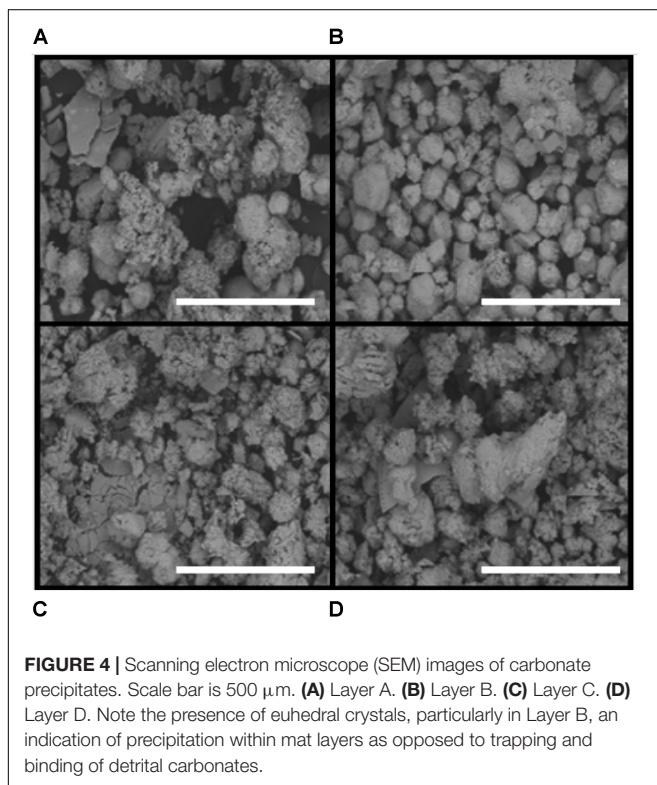 A B
C D
FIGURE 4 | Scanning electron microscope (SEM) images of carbonate
precipitates. Scale bar is 500 μm. (A) Layer A. (B) Layer B. (C) Layer C. (D)
Layer D. Note the presence of euhedral crystals, particularly in Layer B, an
indication of precipitation within mat layers as opposed to trapping and
binding of detrital carbonates.